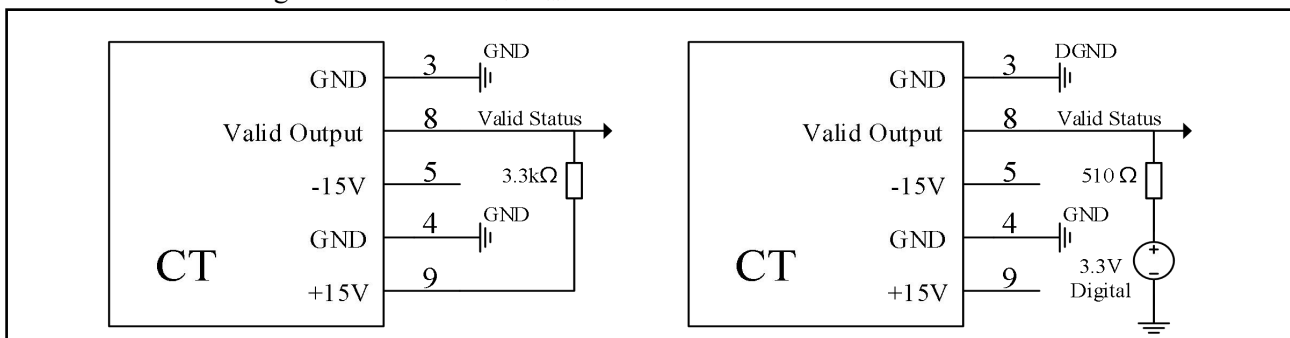 GND 3 GND
Valid Output 8 Valid Status
-15V 5 3.3kΩ
GND 4 GND
CT
+15V 9
GND 3 DGND
Valid Output 8 Valid Status
-15V 5 510 Ω
GND 4 GND
CT
+15V 9
3.3V
Digital
+
-